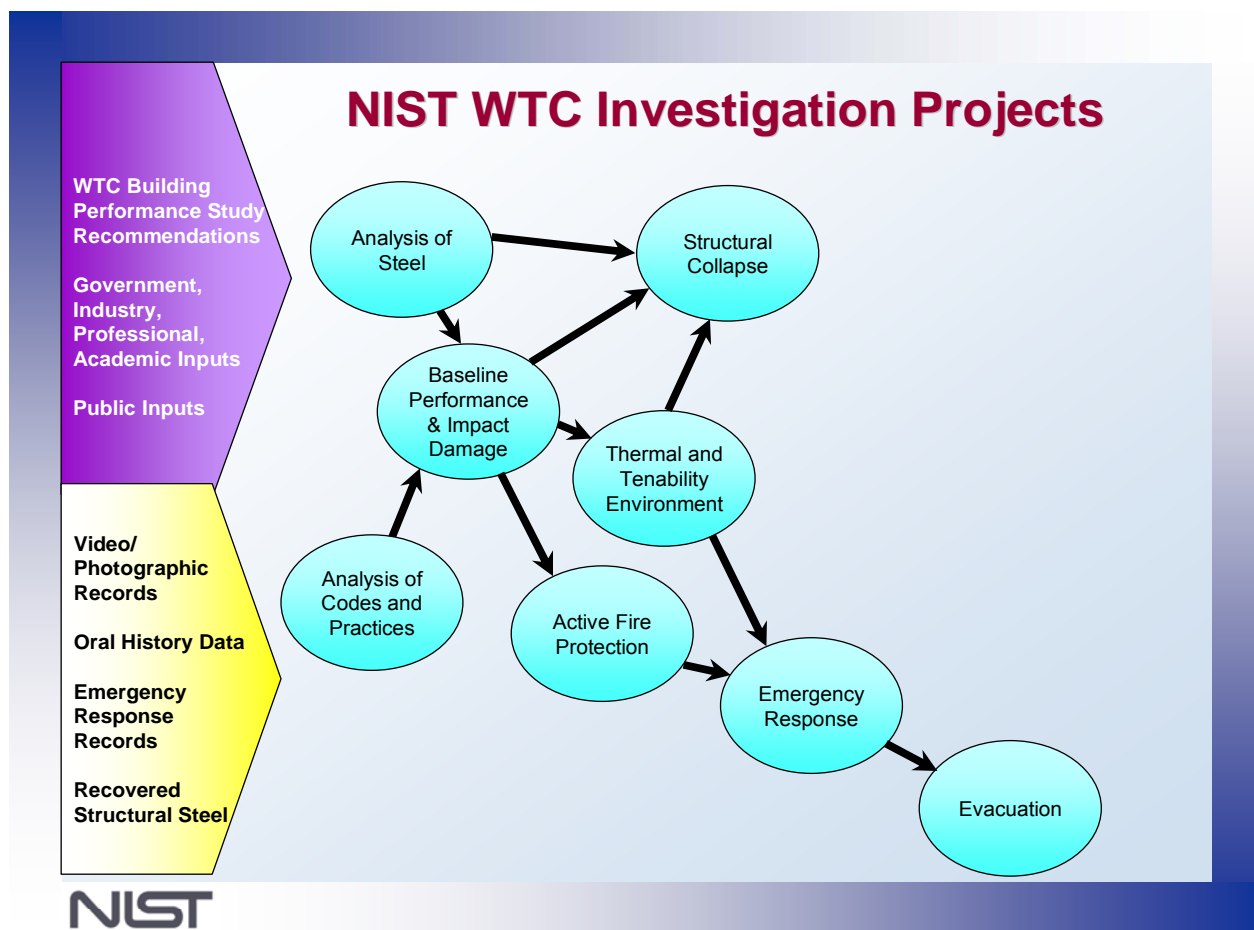 NIST WTC Investigation Projects
WTC Building
Performance Study
Recommendations
Government,
Industry,
Professional,
Academic Inputs
Public Inputs
Video/
Photographic
Records
Oral History Data
Emergency
Response
Records
Recovered
Structural Steel
Analysis of
Steel
Structural
Collapse
Baseline
Performance
& Impact
Damage
Thermal and
Tenability
Environment
Analysis of
Codes and
Practices
Active Fire
Protection
Emergency
Response
Evacuation
NIST